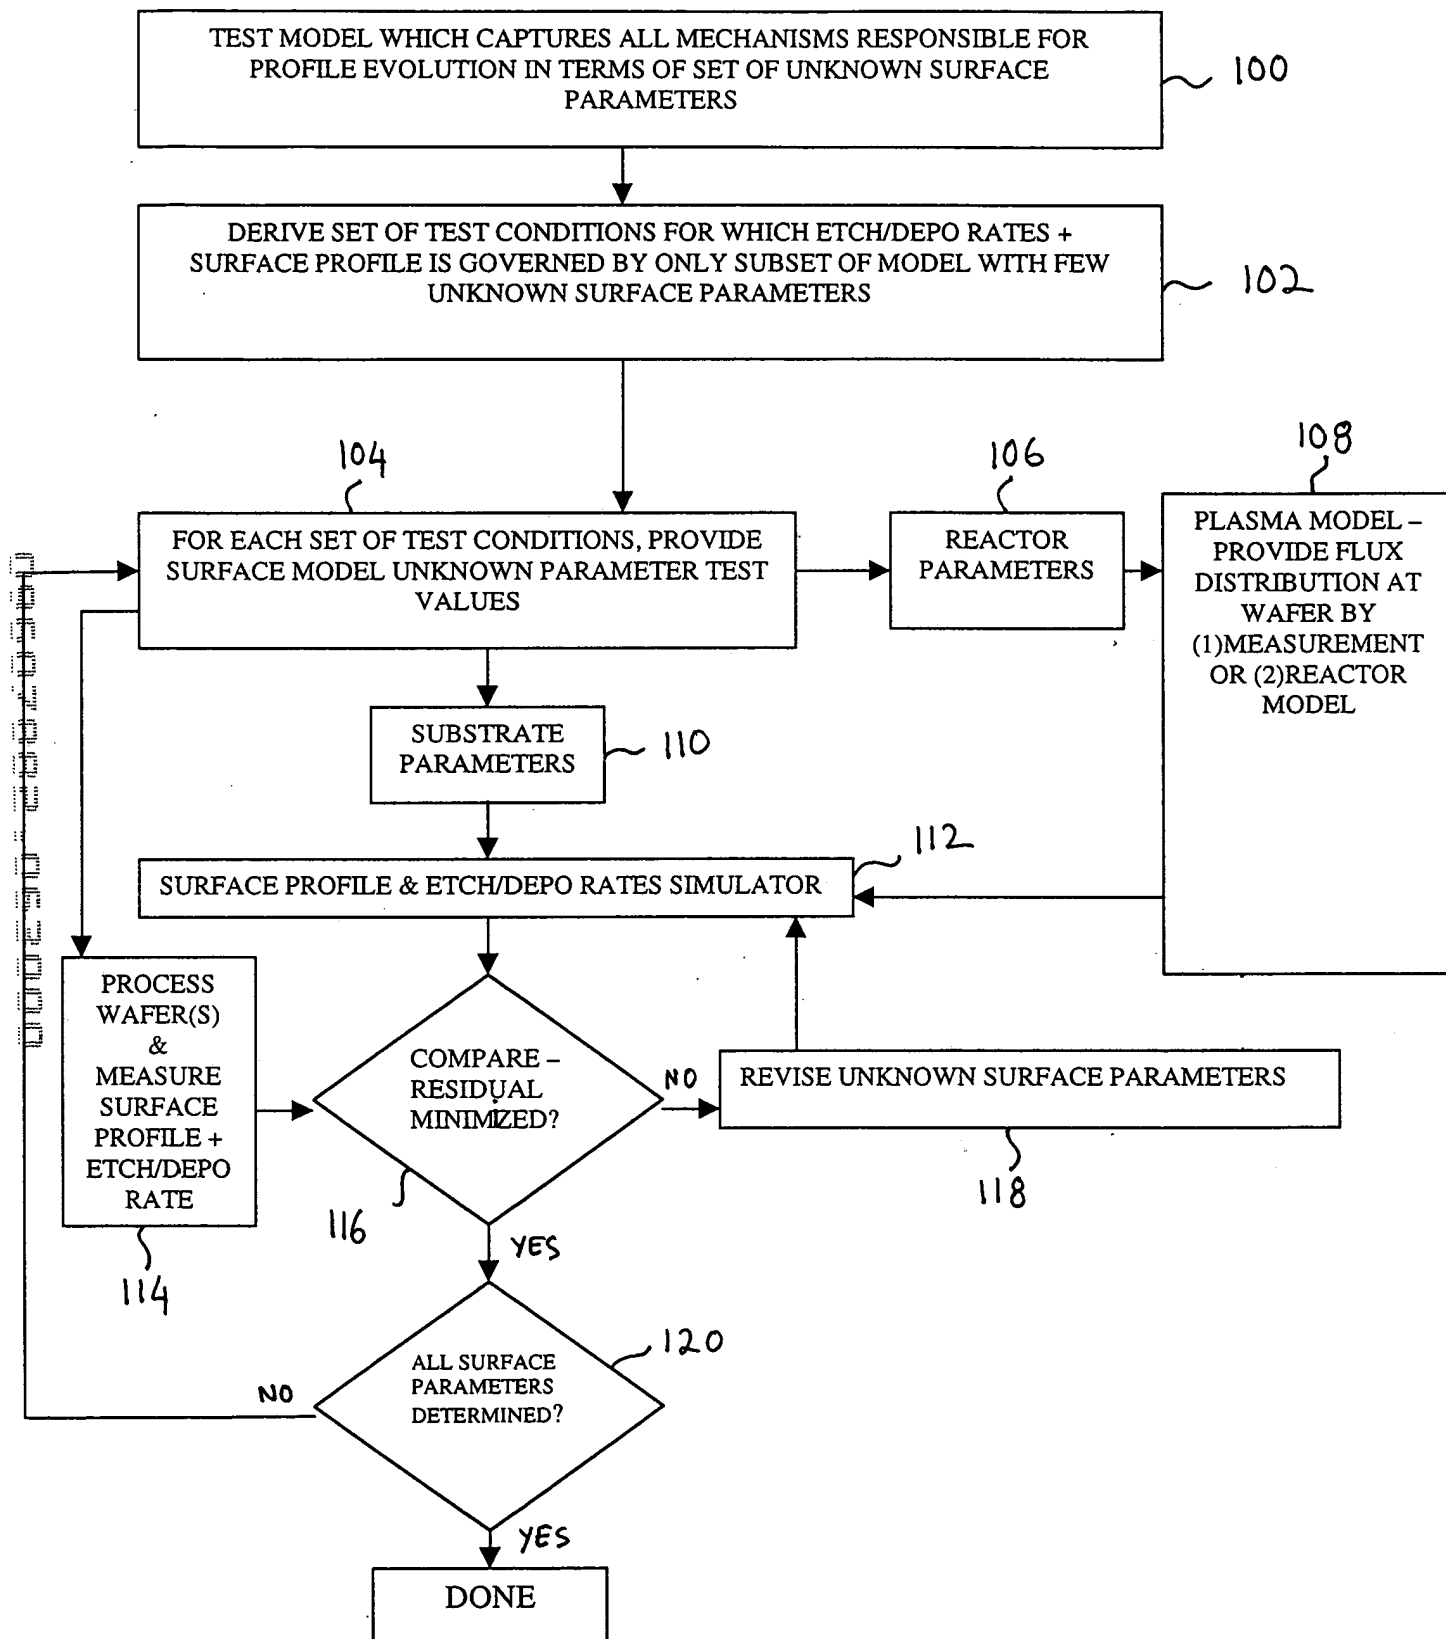 TEST MODEL WHICH CAPTURES ALL MECHANISMS RESPONSIBLE FOR
PROFILE EVOLUTION IN TERMS OF SET OF UNKNOWN SURFACE
PARAMETERS
100
DERIVE SET OF TEST CONDITIONS FOR WHICH ETCH/DEPO RATES +
SURFACE PROFILE IS GOVERNED BY ONLY SUBSET OF MODEL WITH FEW
UNKNOWN SURFACE PARAMETERS
102
104
FOR EACH SET OF TEST CONDITIONS, PROVIDE
SURFACE MODEL UNKNOWN PARAMETER TEST
VALUES
106
REACTOR
PARAMETERS
108
PLASMA MODEL –
PROVIDE FLUX
DISTRIBUTION AT
WAFER BY
(1)MEASUREMENT
OR (2)REACTOR
MODEL
SUBSTRATE
PARAMETERS
110
112
SURFACE PROFILE & ETCH/DEPO RATES SIMULATOR
PROCESS
WAFER(S)
&
MEASURE
SURFACE
PROFILE +
ETCH/DEPO
RATE
114
COMPARE –
RESIDUAL
MINIMIZED?
116
NO
REVISE UNKNOWN SURFACE PARAMETERS
118
YES
ALL SURFACE
PARAMETERS
DETERMINED?
120
NO
YES
DONE